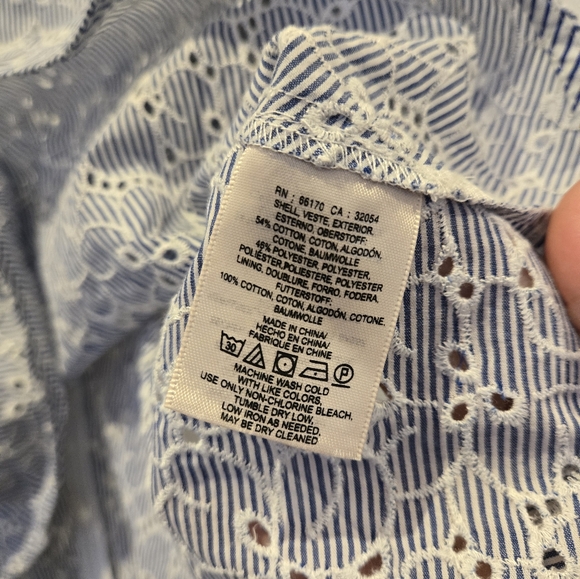 RN : 86170 CA : 32054
SHELL, VESTE, EXTERIOR.
ESTERNO, OBERSTOFF:
54% COTTON, COTON, ALGODÓN,
COTONE, BAUMWOLLE
46% POLYESTER, POLYESTER,
POLIÉSTER,POLIESTERE, POLYESTER
LINING, DOUBLURE, FORRO, FODERA,
FUTTERSTOFF:
100% COTTON, COTON, ALGODÓN, COTONE,
BAUMWOLLE
MADE IN CHINA/
HECHO EN CHINA/
FABRIQUE EN CHINE
30 P
MACHINE WASH COLD
WITH LIKE COLORS,
USE ONLY NON-CHLORINE BLEACH,
TUMBLE DRY LOW,
LOW IRON AS NEEDED,
MAY BE DRY CLEANED